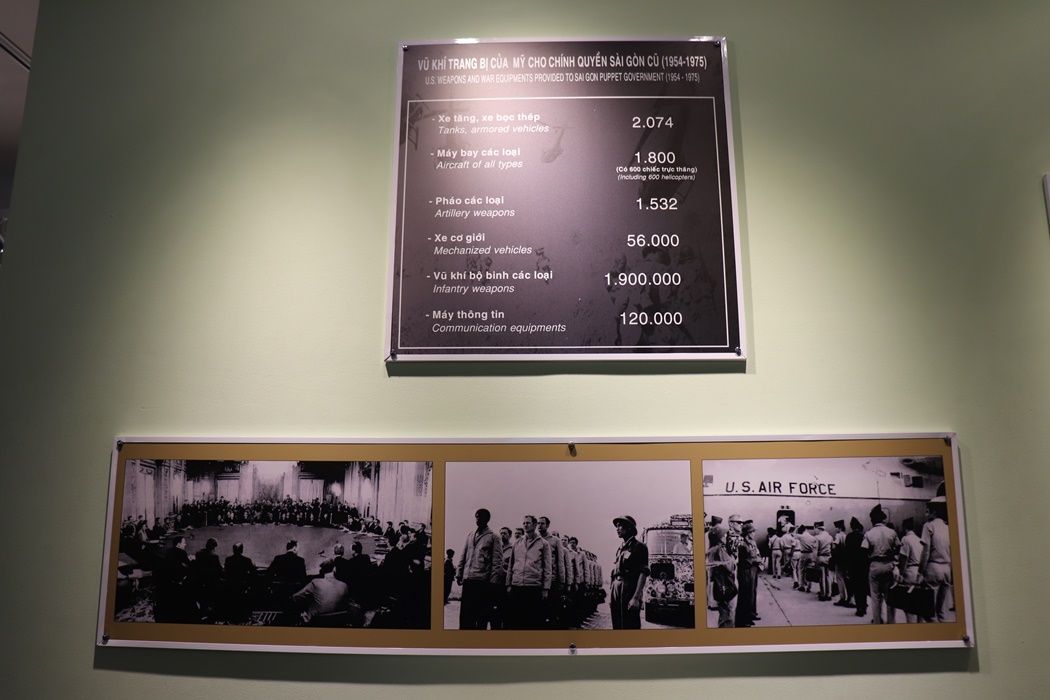 VŨ KHÍ TRANG BỊ CỦA MỸ CHO CHÍNH QUYỀN SÀI GÒN CŨ (1954-1975)
U.S. WEAPONS AND WAR EQUIPMENTS PROVIDED TO SAI GON PUPPET GOVERNMENT (1954 - 1975)
- Xe tăng, xe bọc thép 2.074
Tanks, armored vehicles
- Máy bay các loại 1.800
Aircraft of all types (Có 600 chiếc trực thăng)
(Including 600 helicopters)
- Pháo các loại 1.532
Artillery weapons
- Xe cơ giới 56.000
Mechanized vehicles
- Vũ khí bộ binh các loại 1.900.000
Infantry weapons
- Máy thông tin 120.000
Communication equipments
U.S. AIR FORCE